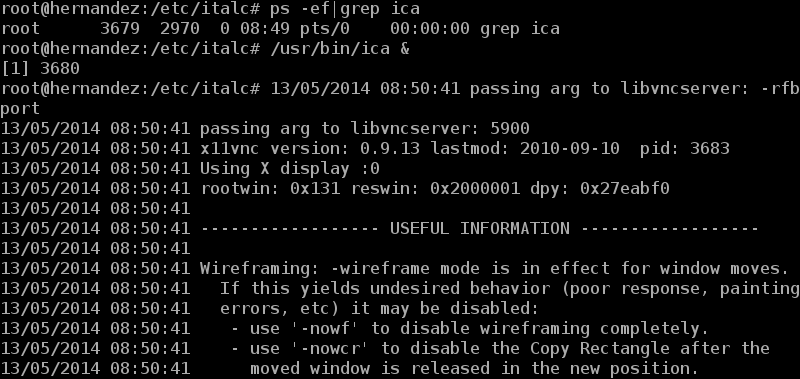 root@hernandez:/etc/italc# ps -ef|grep ica
root      3679  2970  0 08:49 pts/0    00:00:00 grep ica
root@hernandez:/etc/italc# /usr/bin/ica &
[1] 3680
root@hernandez:/etc/italc# 13/05/2014 08:50:41 passing arg to libvncserver: -rfb
port
13/05/2014 08:50:41 passing arg to libvncserver: 5900
13/05/2014 08:50:41 x11vnc version: 0.9.13 lastmod: 2010-09-10  pid: 3683
13/05/2014 08:50:41 Using X display :0
13/05/2014 08:50:41 rootwin: 0x131 reswin: 0x2000001 dpy: 0x27eabf0
13/05/2014 08:50:41
13/05/2014 08:50:41 ------------------ USEFUL INFORMATION ------------------
13/05/2014 08:50:41
13/05/2014 08:50:41 Wireframing: -wireframe mode is in effect for window moves.
13/05/2014 08:50:41   If this yields undesired behavior (poor response, painting
13/05/2014 08:50:41   errors, etc) it may be disabled:
13/05/2014 08:50:41    - use '-nowf' to disable wireframing completely.
13/05/2014 08:50:41    - use '-nowcr' to disable the Copy Rectangle after the
13/05/2014 08:50:41      moved window is released in the new position.